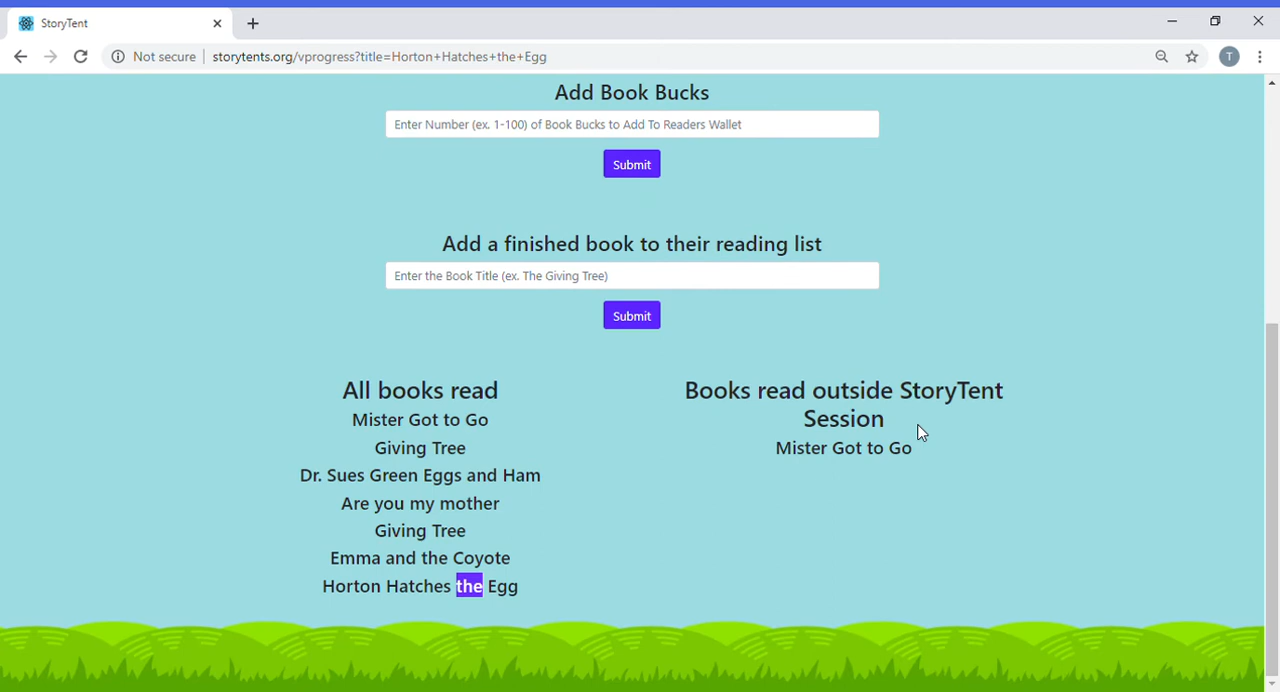 StoryTent
Not secure
storytents.org/vprogress?title=Horton+Hatches+the+Egg
T
Add Book Bucks
Enter Number (ex. 1-100) of Book Bucks to Add To Readers Wallet
Submit
Add a finished book to their reading list
Enter the Book Title (ex. The Giving Tree)
Submit
All books read
Mister Got to Go
Giving Tree
Dr. Sues Green Eggs and Ham
Are you my mother
Giving Tree
Emma and the Coyote
Horton Hatches the Egg
Books read outside StoryTent
Session
Mister Got to Go